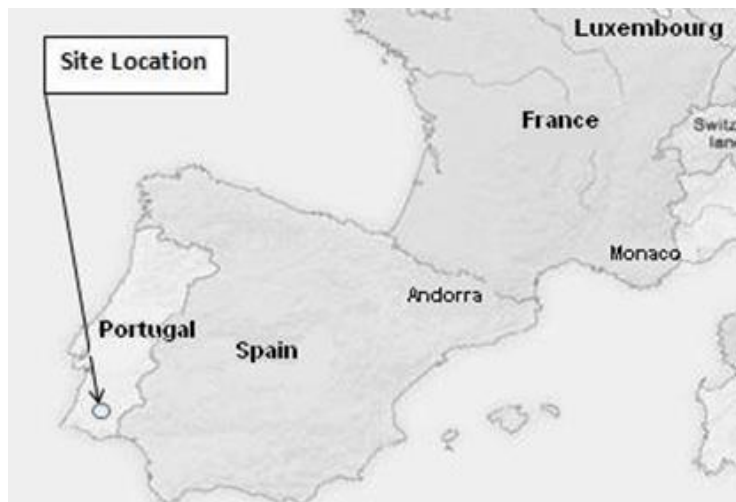 Luxembourg
Site Location
France
Switz
land
Monaco
Andorra
Portugal
Spain